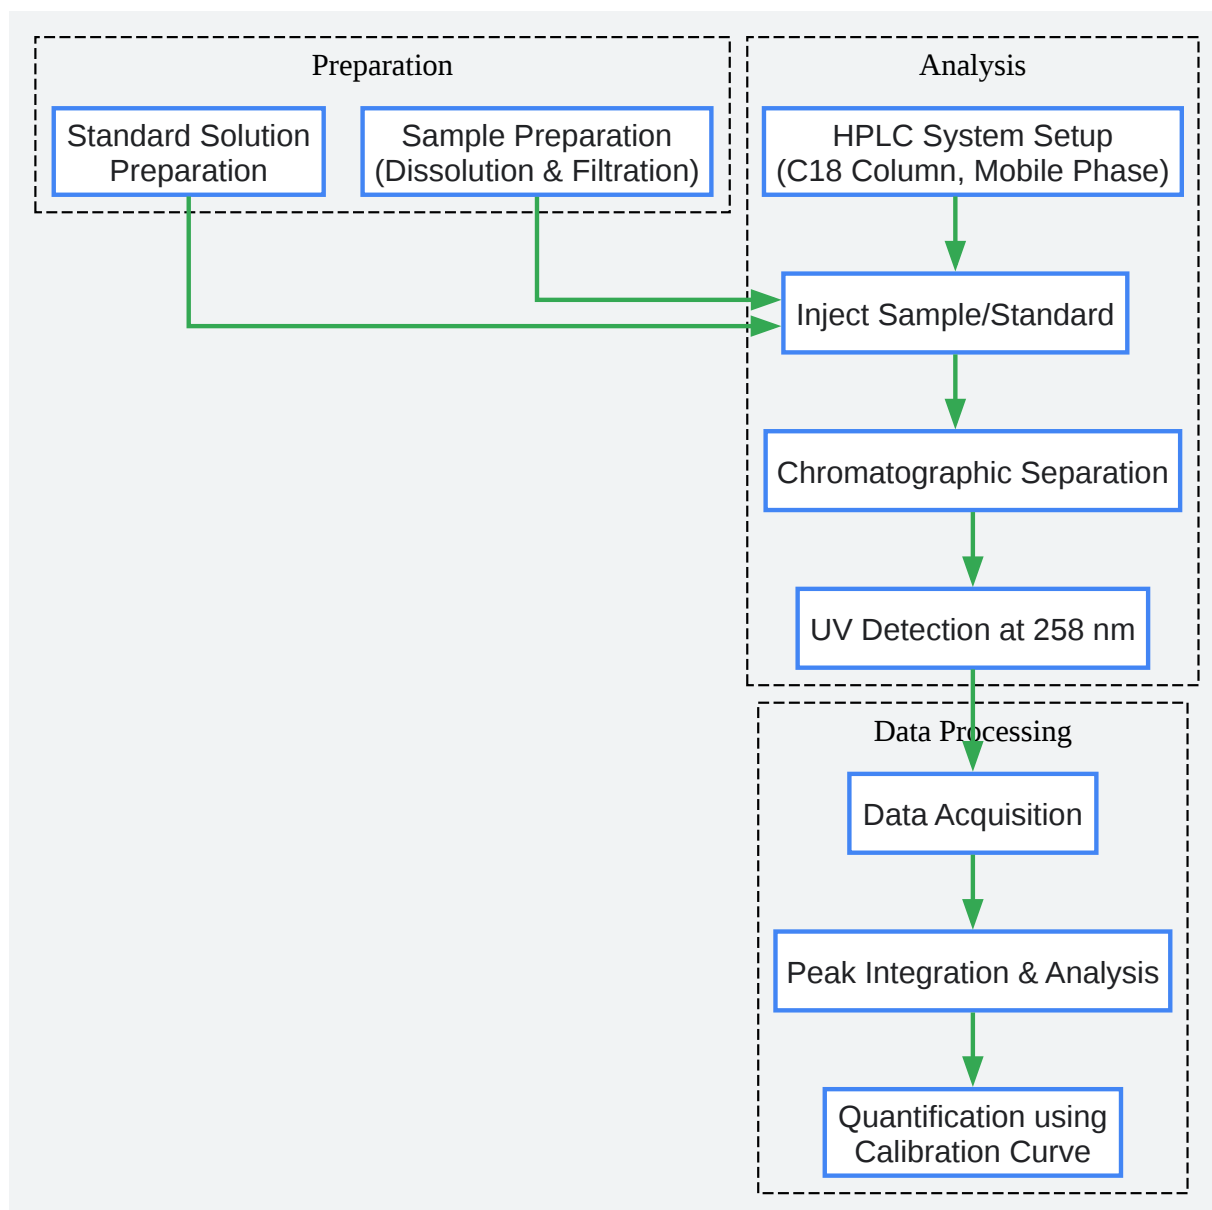 Preparation
Standard Solution
Preparation
Sample Preparation
(Dissolution & Filtration)
Analysis
HPLC System Setup
(C18 Column, Mobile Phase)
Inject Sample/Standard
Chromatographic Separation
UV Detection at 258 nm
Data Processing
Data Acquisition
Peak Integration & Analysis
Quantification using
Calibration Curve